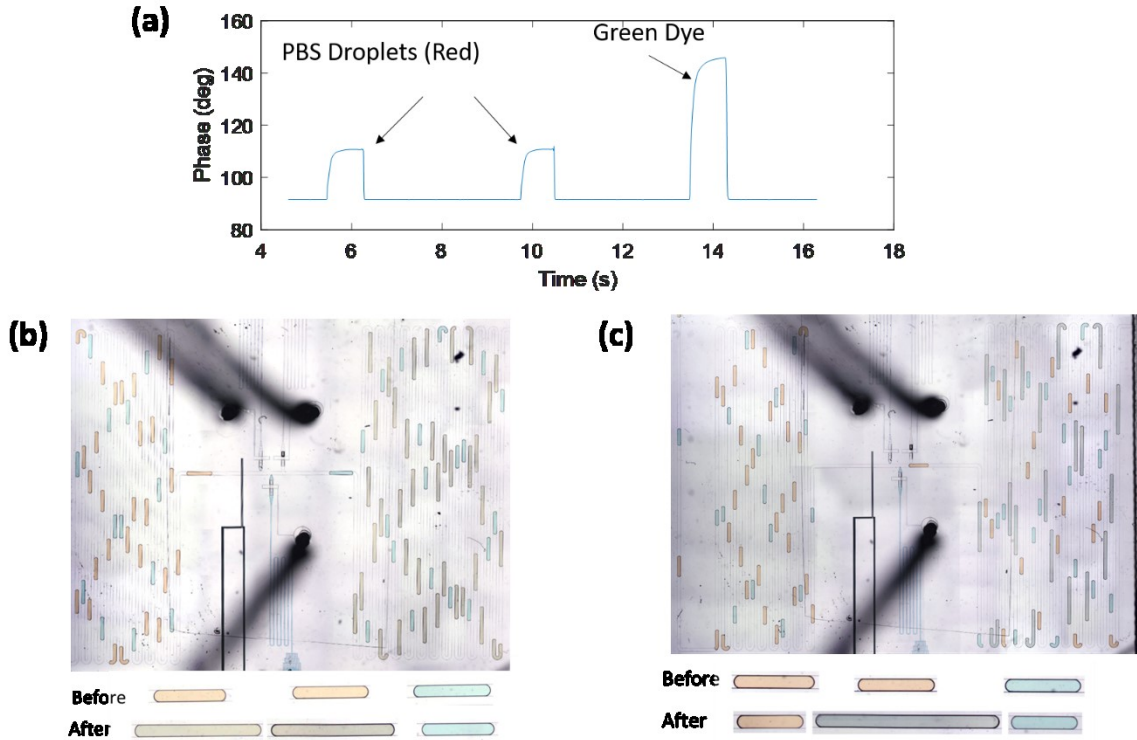 (a)
160
140
120
100
80
Phase (deg)
PBS Droplets (Red)
Green Dye
4 6 8 10 12 14 16 18
Time (s)
(b)
(c)
Before
After
Before
After